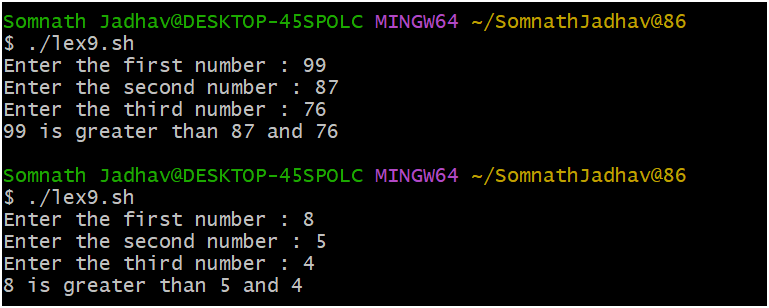 Somnath Jadhav@DESKTOP-45SPOLC MINGW64 ~/SomnathJadhav@86
$ ./lex9.sh
Enter the first number : 99
Enter the second number : 87
Enter the third number : 76
99 is greater than 87 and 76
Somnath Jadhav@DESKTOP-45SPOLC MINGW64 ~/SomnathJadhav@86
$ ./lex9.sh
Enter the first number : 8
Enter the second number : 5
Enter the third number : 4
8 is greater than 5 and 4